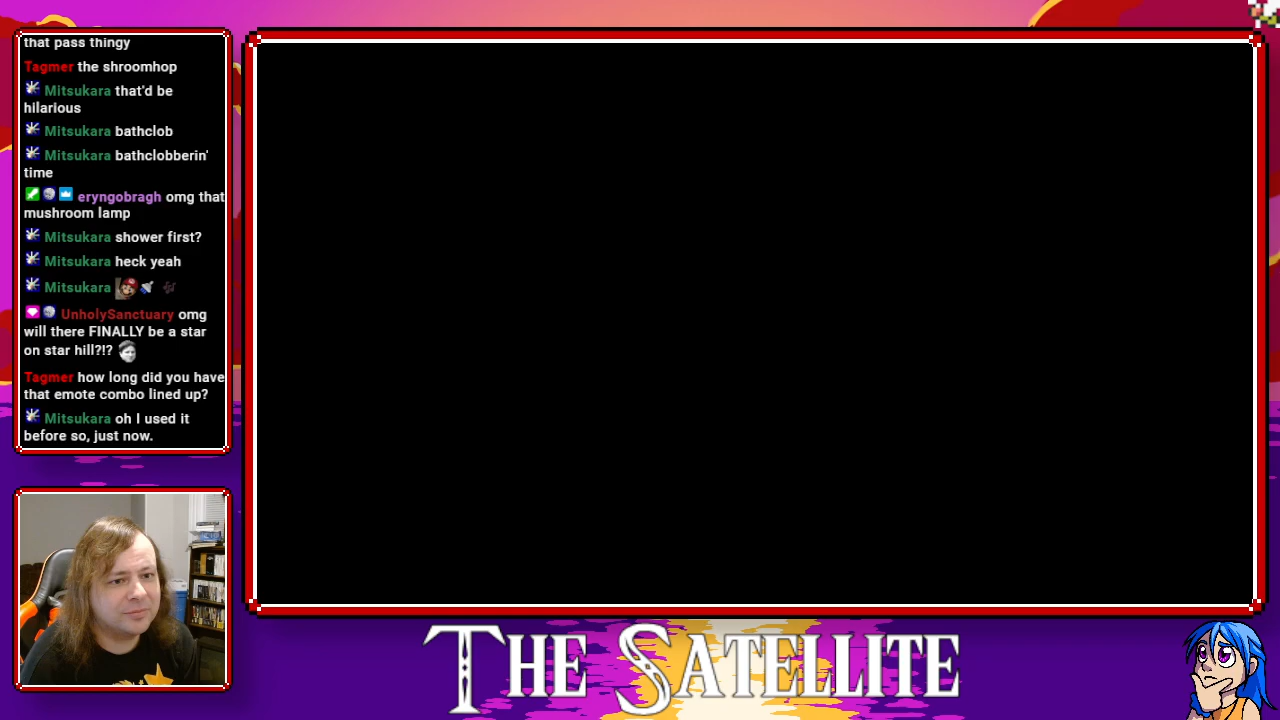 that pass thingy
Tagmer the shroomhop
Mitsukara that'd be
hilarious
Mitsukara bathclob
Mitsukara bathclobberin'
time
eryngobragh omg that
mushroom lamp
Mitsukara shower first?
Mitsukara heck yeah
Mitsukara
UnholySanctuary omg
will there FINALLY be a star
on star hill?!?
Tagmer how long did you have
that emote combo lined up?
Mitsukara oh I used it
before so, just now.
THE SATELLITE